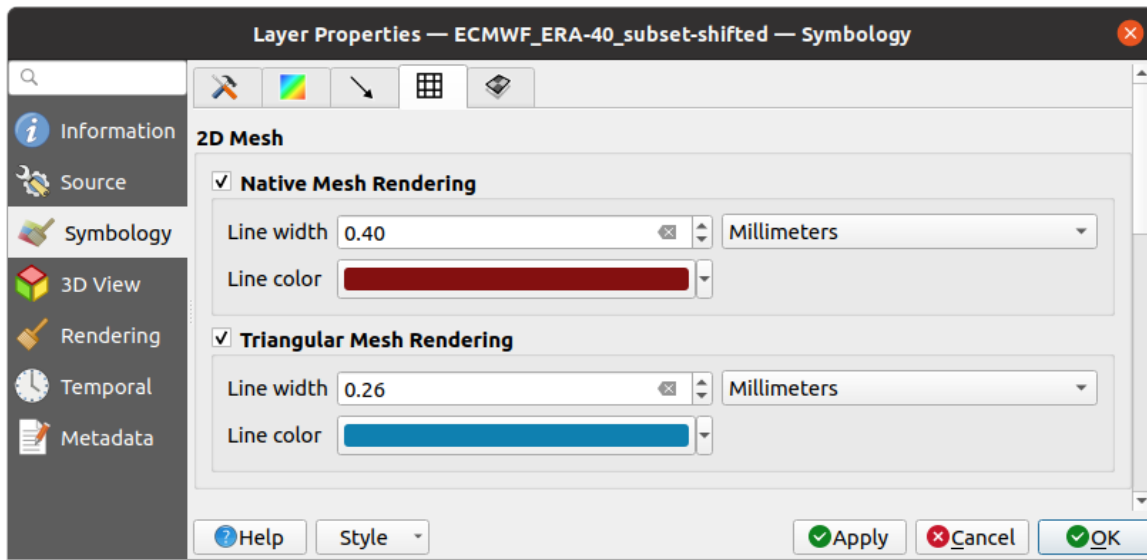 Layer Properties — ECMWF_ERA-40_subset-shifted — Symbology
Information
Source
Symbology
3D View
Rendering
Temporal
Metadata
2D Mesh
Native Mesh Rendering
Line width 0.40 Millimeters
Line color
Triangular Mesh Rendering
Line width 0.26 Millimeters
Line color
Help Style Apply Cancel OK